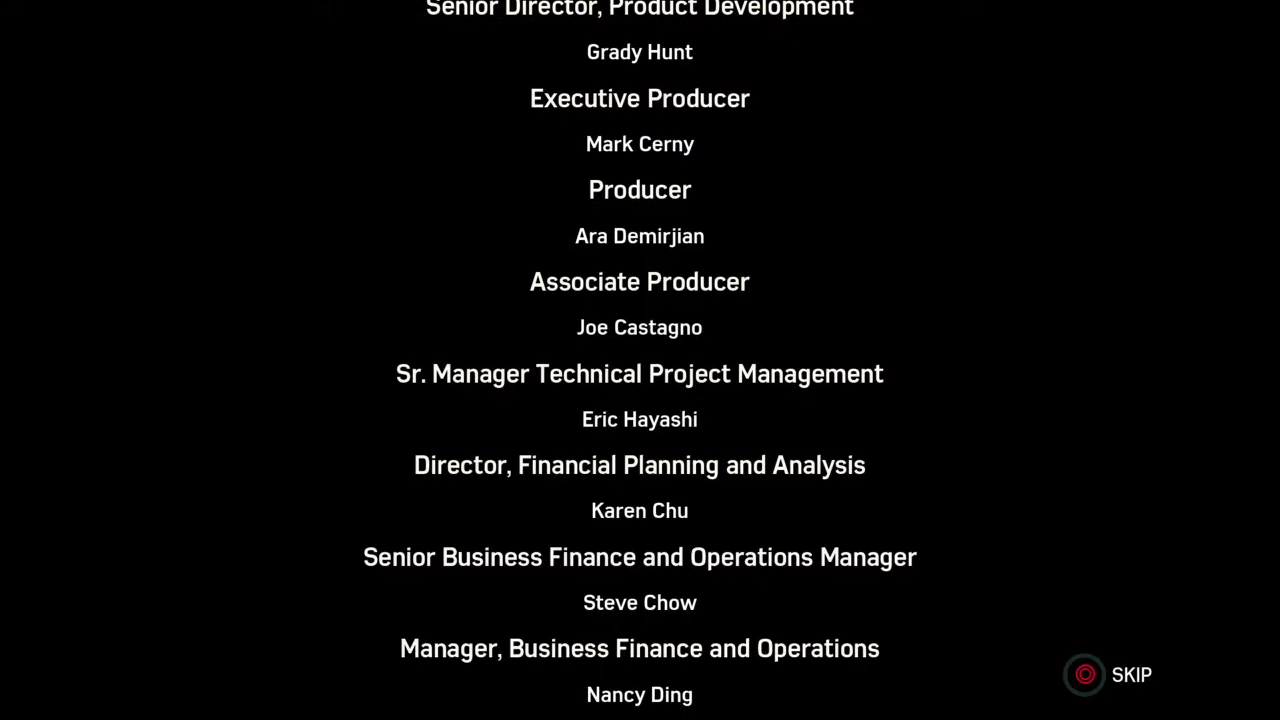 Senior Director, Product Development
Grady Hunt
Executive Producer
Mark Cerny
Producer
Ara Demirjian
Associate Producer
Joe Castagno
Sr. Manager Technical Project Management
Eric Hayashi
Director, Financial Planning and Analysis
Karen Chu
Senior Business Finance and Operations Manager
Steve Chow
Manager, Business Finance and Operations
Nancy Ding
SKIP